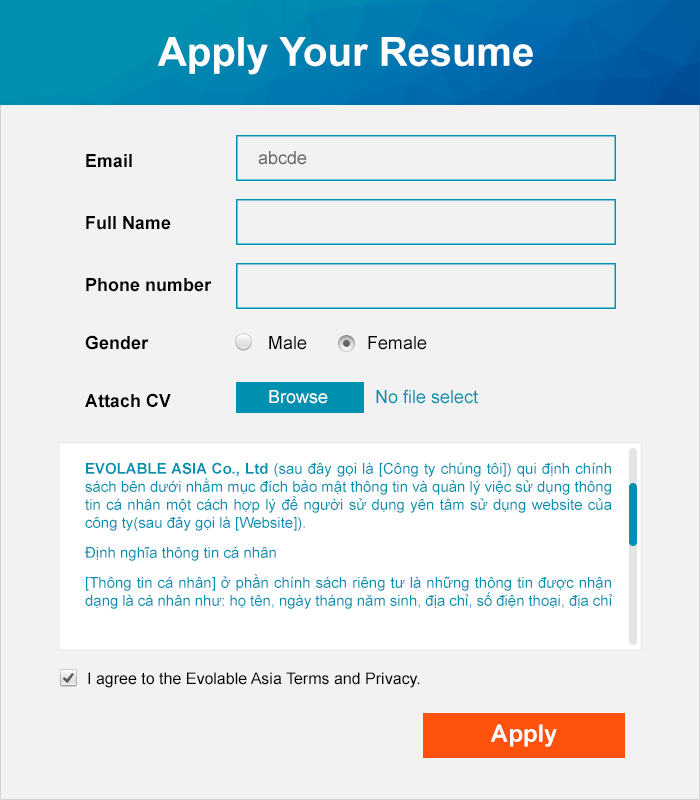 Apply Your Resume
Email
abcde
Full Name
Phone number
Gender
Male
Female
Attach CV
Browse
No file select
EVOLABLE ASIA Co., Ltd (sau đây gọi là [Công ty chúng tôi]) qui định chính
sách bên dưới nhằm mục đích bảo mật thông tin và quản lý việc sử dụng thông
tin cá nhân một cách hợp lý để người sử dụng yên tâm sử dụng website của
công ty(sau đây gọi là [Website]).
Định nghĩa thông tin cá nhân
[Thông tin cá nhân] ở phần chính sách riêng tư là những thông tin được nhận
dạng là cá nhân như: họ tên, ngày tháng năm sinh, địa chỉ, số điện thoại, địa chỉ
I agree to the Evolable Asia Terms and Privacy.
Apply